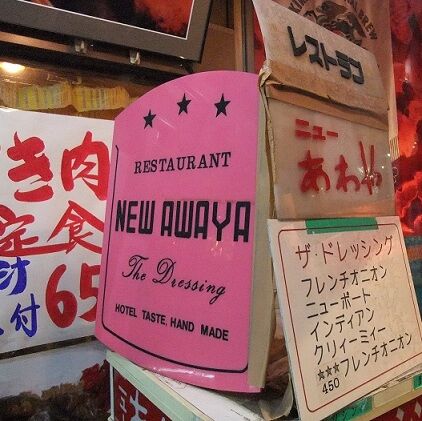 き肉
定食
汁
付 65
★ ★ ★
RESTAURANT
NEW AWAYA
The Dressing
HOTEL TASTE, HAND MADE
レストラン
ニュー
あわや
ザ・ドレッシング
フレンチオニオン
ニューポート
インディアン
クリィーミィー
★★★フレンチオニオン
450